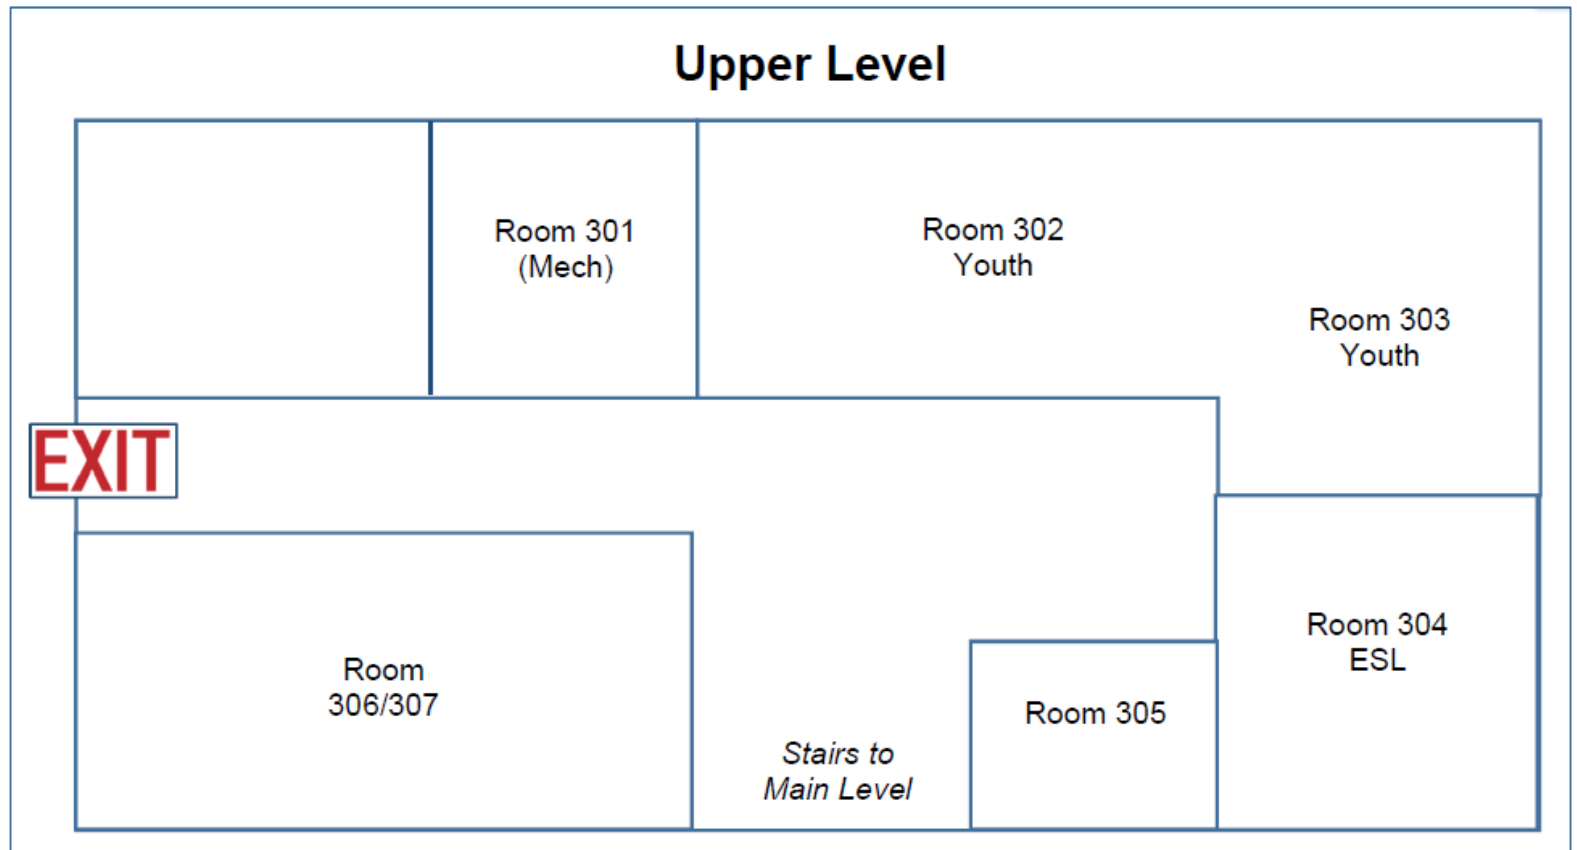 Upper Level
Room 301
(Mech)
Room 302
Youth
Room 303
Youth
EXIT
Room
306/307
Stairs to
Main Level
Room 305
Room 304
ESL